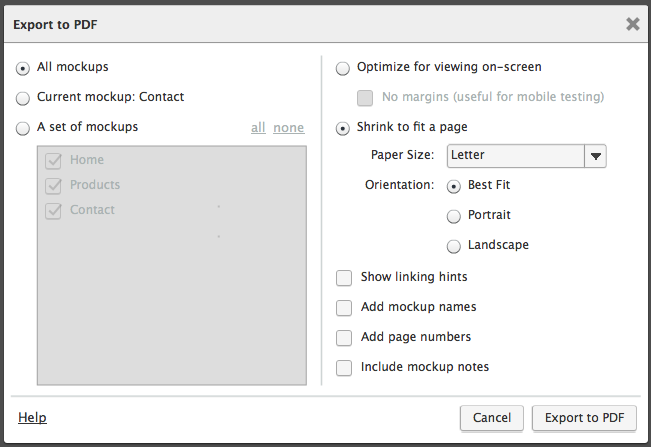 Export to PDF
All mockups
Current mockup: Contact
A set of mockups all none
Home
Products
Contact
Optimize for viewing on-screen
No margins (useful for mobile testing)
Shrink to fit a page
Paper Size: Letter
Orientation: Best Fit
Portrait
Landscape
Show linking hints
Add mockup names
Add page numbers
Include mockup notes
Help
Cancel
Export to PDF